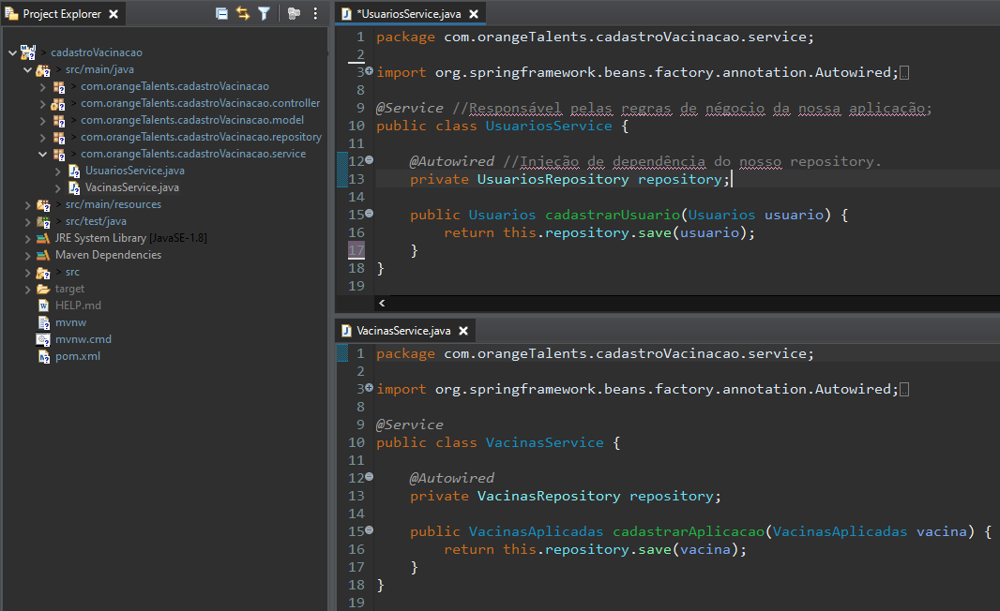 Project Explorer
cadastroVacinacao
> src/main/java
> com.orangeTalents.cadastroVacinacao
> com.orangeTalents.cadastroVacinacao.controller
> com.orangeTalents.cadastroVacinacao.model
> com.orangeTalents.cadastroVacinacao.repository
> com.orangeTalents.cadastroVacinacao.service
> UsuariosService.java
> VacinasService.java
> src/main/resources
> src/test/java
JRE System Library [JavaSE-1.8]
Maven Dependencies
> src
target
HELP.md
mvnw
mvnw.cmd
pom.xml
*UsuariosService.java
1 package com.orangeTalents.cadastroVacinacao.service;
2
3 import org.springframework.beans.factory.annotation.Autowired;
8
9 @Service //Responsável pelas regras de négocio da nossa aplicação;
10 public class UsuariosService {
11
12 @Autowired //Injeção de dependência do nosso repository.
13 private UsuariosRepository repository;
14
15 public Usuarios cadastrarUsuario(Usuarios usuario) {
16 return this.repository.save(usuario);
17 }
18 }
19
VacinasService.java
1 package com.orangeTalents.cadastroVacinacao.service;
2
3 import org.springframework.beans.factory.annotation.Autowired;
8
9 @Service
10 public class VacinasService {
11
12 @Autowired
13 private VacinasRepository repository;
14
15 public VacinasAplicadas cadastrarAplicacao(VacinasAplicadas vacina) {
16 return this.repository.save(vacina);
17 }
18 }
19